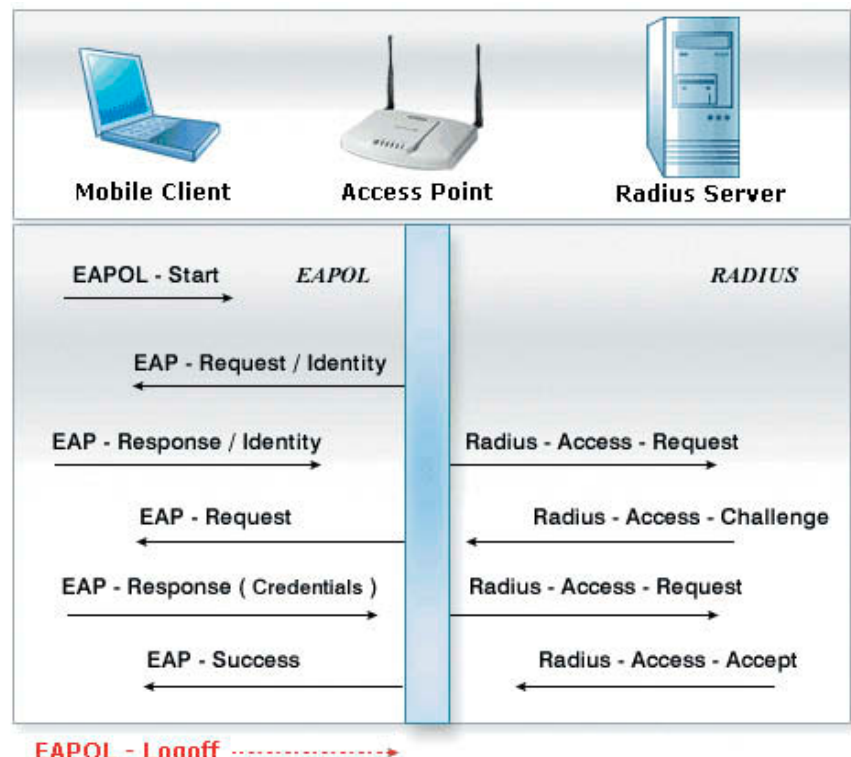 Mobile Client
Access Point
Radius Server
EAPOL - Start
EAPOL
RADIUS
EAP - Request / Identity
EAP - Response / Identity
Radius - Access - Request
EAP - Request
Radius - Access - Challenge
EAP - Response ( Credentials )
Radius - Access - Request
EAP - Success
Radius - Access - Accept
EAPOL - Logoff